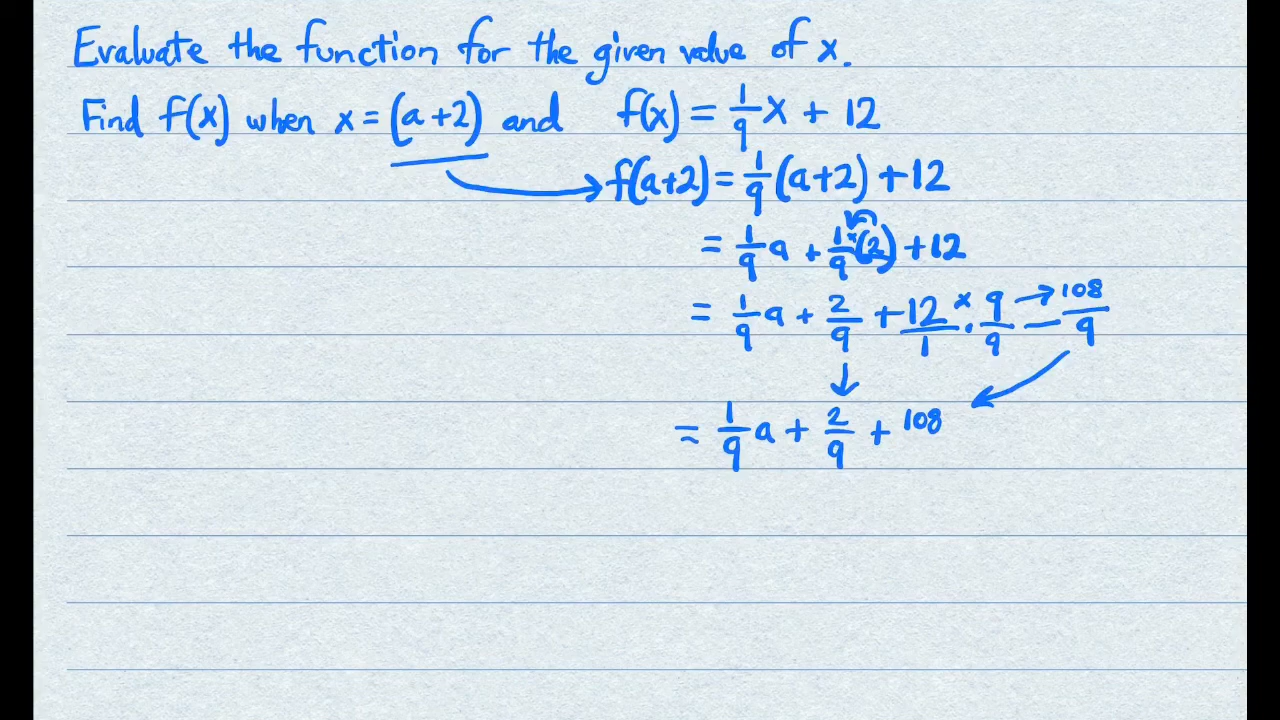 Evaluate the function for the given value of x.
Find f(x) when x = (a+2) and f(x) = 1/9 x + 12
f(a+2) = 1/9 (a+2) + 12
= 1/9 a + 1/9 (2) + 12
= 1/9 a + 2/9 + 12/1 · 9/9 → 108/9
= 1/9 a + 2/9 + 108